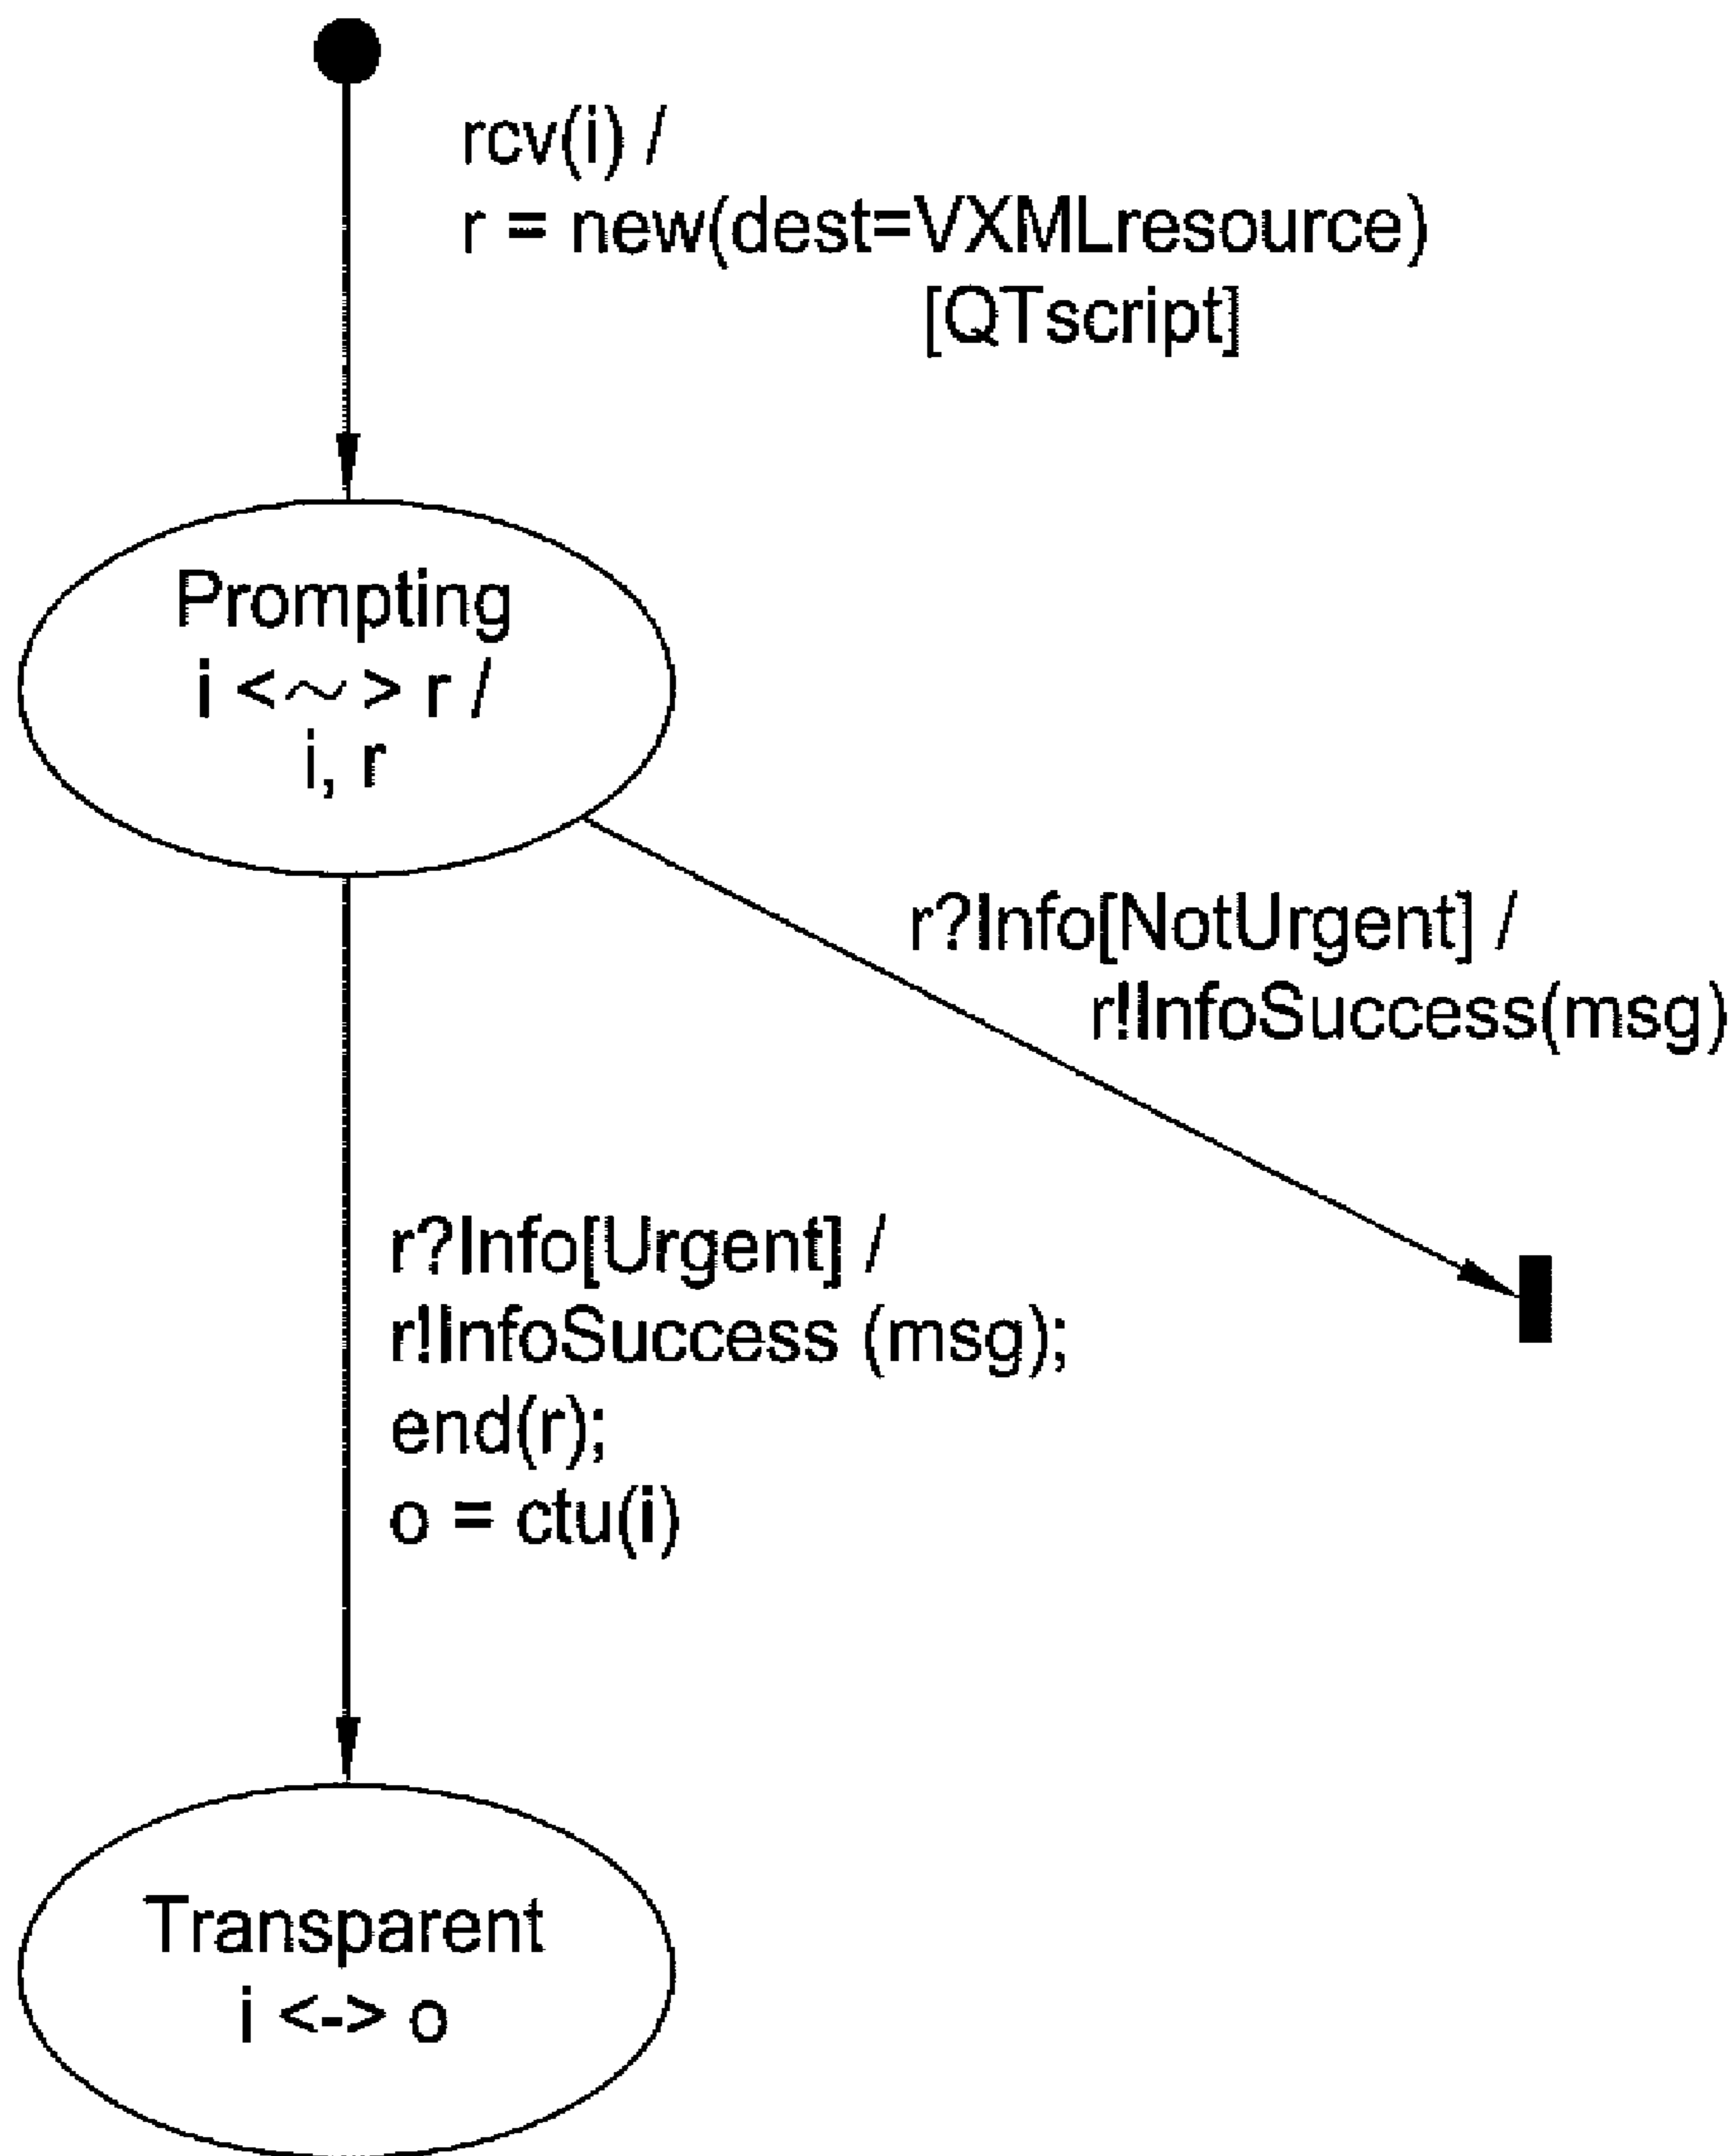 rcv(i) /
r = new(dest=VXMLresource)
[QTscript]
Prompting
i <~> r /
i, r
r?Info[NotUrgent] /
r!InfoSuccess(msg)
r?Info[Urgent] /
r!InfoSuccess (msg);
end(r);
o = ctu(i)
Transparent
i <-> o